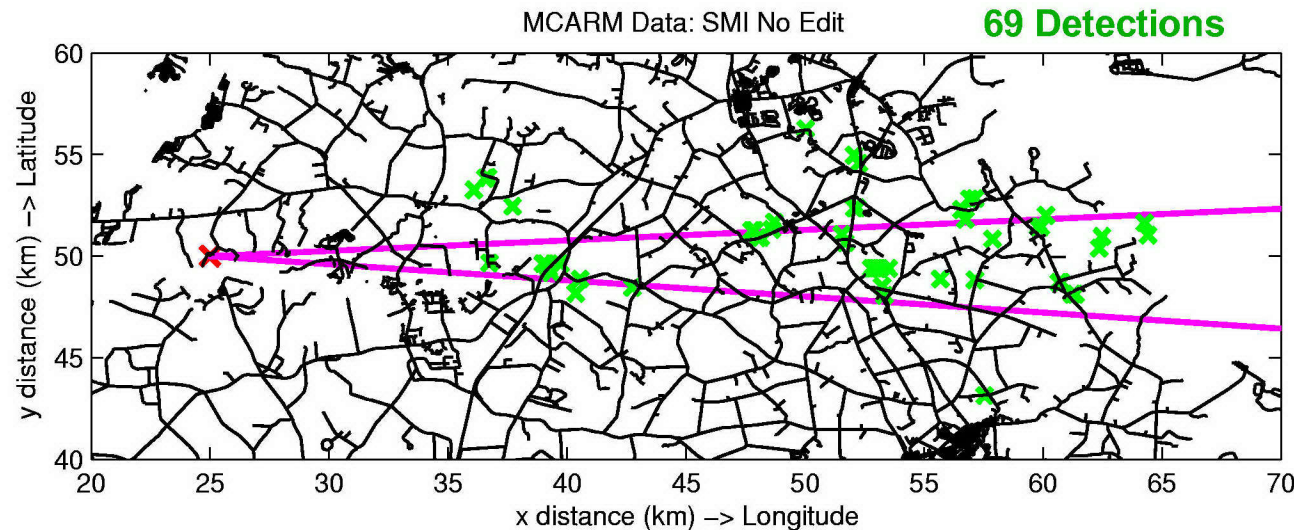 MCARM Data: SMI No Edit
69 Detections
60
55
50
45
40
y distance (km) −> Latitude
20 25 30 35 40 45 50 55 60 65 70
x distance (km) −> Longitude